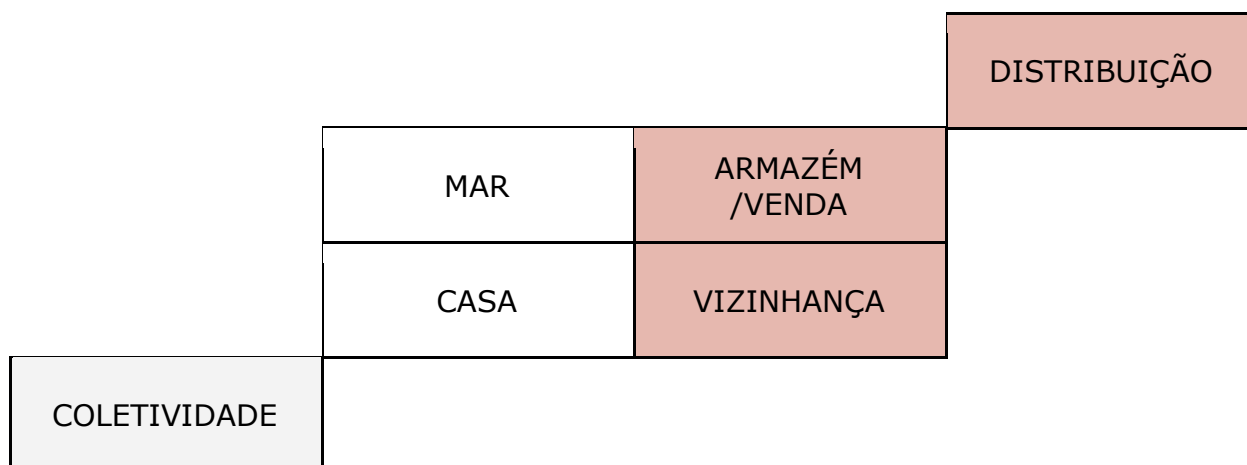 DISTRIBUIÇÃO
MAR
ARMAZÉM
/VENDA
CASA
VIZINHANÇA
COLETIVIDADE